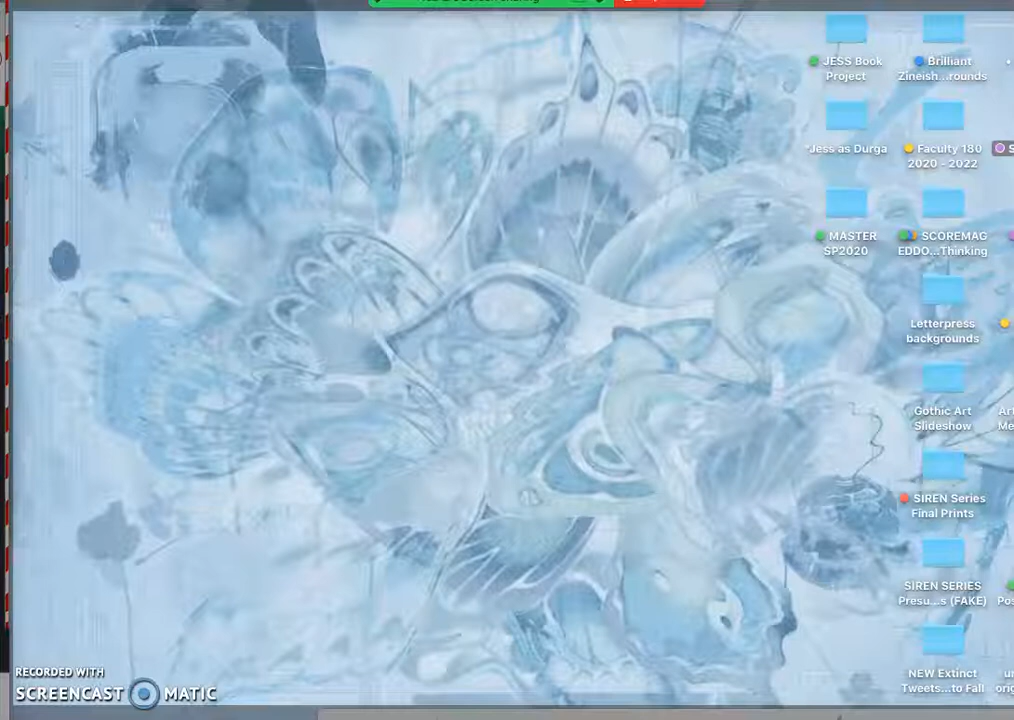 JESS Book
Project
Brilliant
Zineish...rounds
"Jess as Durga
Faculty 180
2020 - 2022
MASTER
SP2020
SCOREMAG
EDDO...Thinking
Letterpress
backgrounds
Gothic Art
Slideshow
SIREN Series
Final Prints
SIREN SERIES
Presu...s (FAKE)
NEW Extinct
Tweets...to Fall
RECORDED WITH
SCREENCAST MATIC